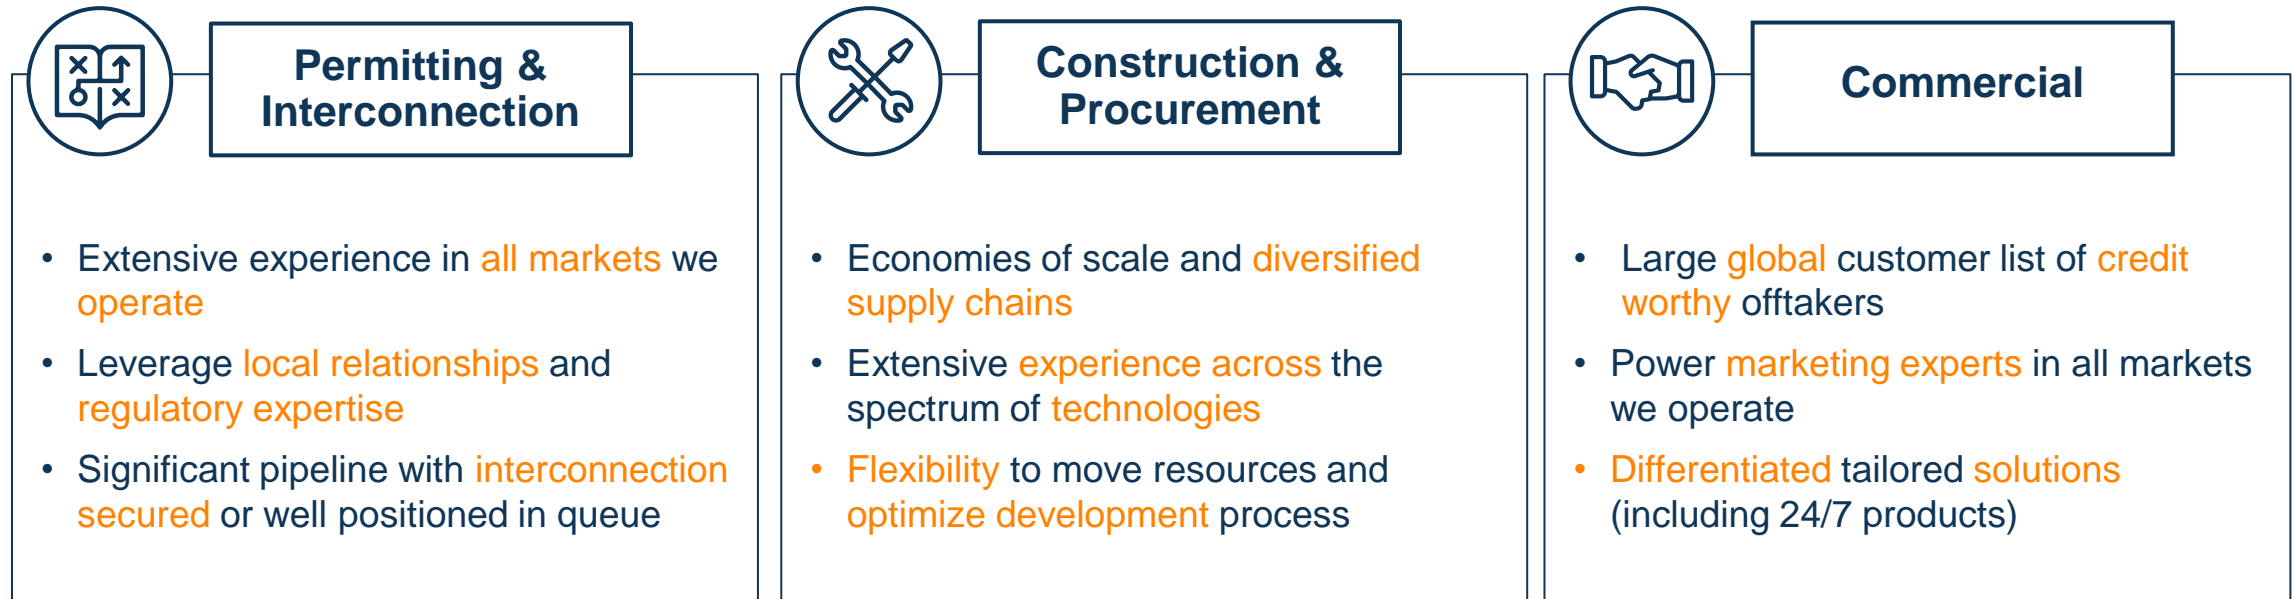 Permitting &
Interconnection
• Extensive experience in all markets we
operate
• Leverage local relationships and
regulatory expertise
• Significant pipeline with interconnection
secured or well positioned in queue
Construction &
Procurement
• Economies of scale and diversified
supply chains
• Extensive experience across the
spectrum of technologies
• Flexibility to move resources and
optimize development process
Commercial
• Large global customer list of credit
worthy offtakers
• Power marketing experts in all markets
we operate
• Differentiated tailored solutions
(including 24/7 products)